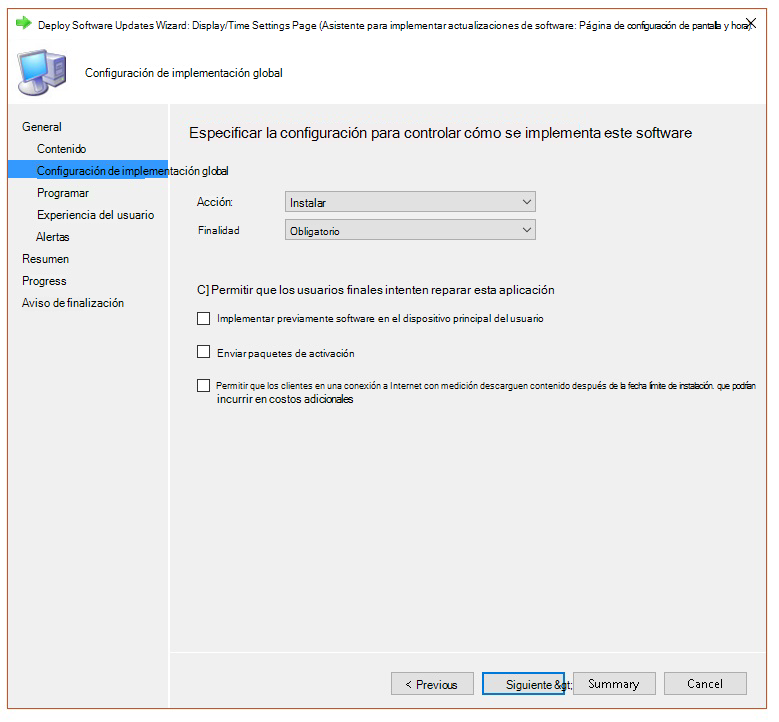 Deploy Software Updates Wizard: Display/Time Settings Page (Asistente para implementar actualizaciones de software: Página de configuración de pantalla y hora).
Configuración de implementación global
General
Contenido
Configuración de implementación global
Programar
Experiencia del usuario
Alertas
Resumen
Progress
Aviso de finalización
Especificar la configuración para controlar cómo se implementa este software
Acción: Instalar
Finalidad Obligatorio
C] Permitir que los usuarios finales intenten reparar esta aplicación
Implementar previamente software en el dispositivo principal del usuario
Enviar paquetes de activación
Permitir que los clientes en una conexión a Internet con medición descarguen contenido después de la fecha límite de instalación. que podrían
incurrir en costos adicionales
< Previous Siguiente &gt; Summary Cancel